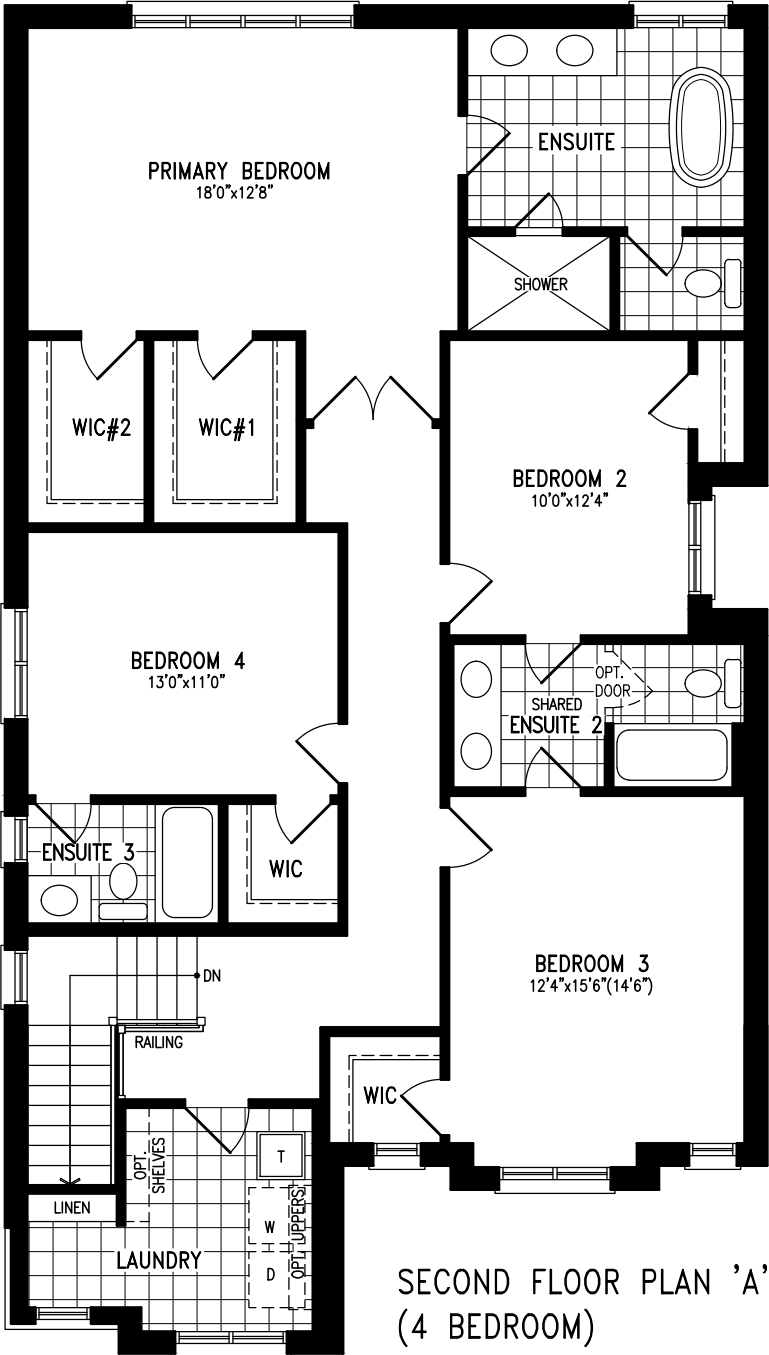 ENSUITE
PRIMARY BEDROOM
18'0"x12'8"
SHOWER
WIC#2
WIC#1
BEDROOM 2
10'0"x12'4"
BEDROOM 4
13'0"x11'0"
OPT.
DOOR
SHARED
ENSUITE 2
ENSUITE 3
WIC
BEDROOM 3
12'4"x15'6"(14'6")
DN
RAILING
WIC
OPT.
SHELVES
T
LINEN
W
OPT. UPPERS
D
LAUNDRY
SECOND FLOOR PLAN 'A'
(4 BEDROOM)